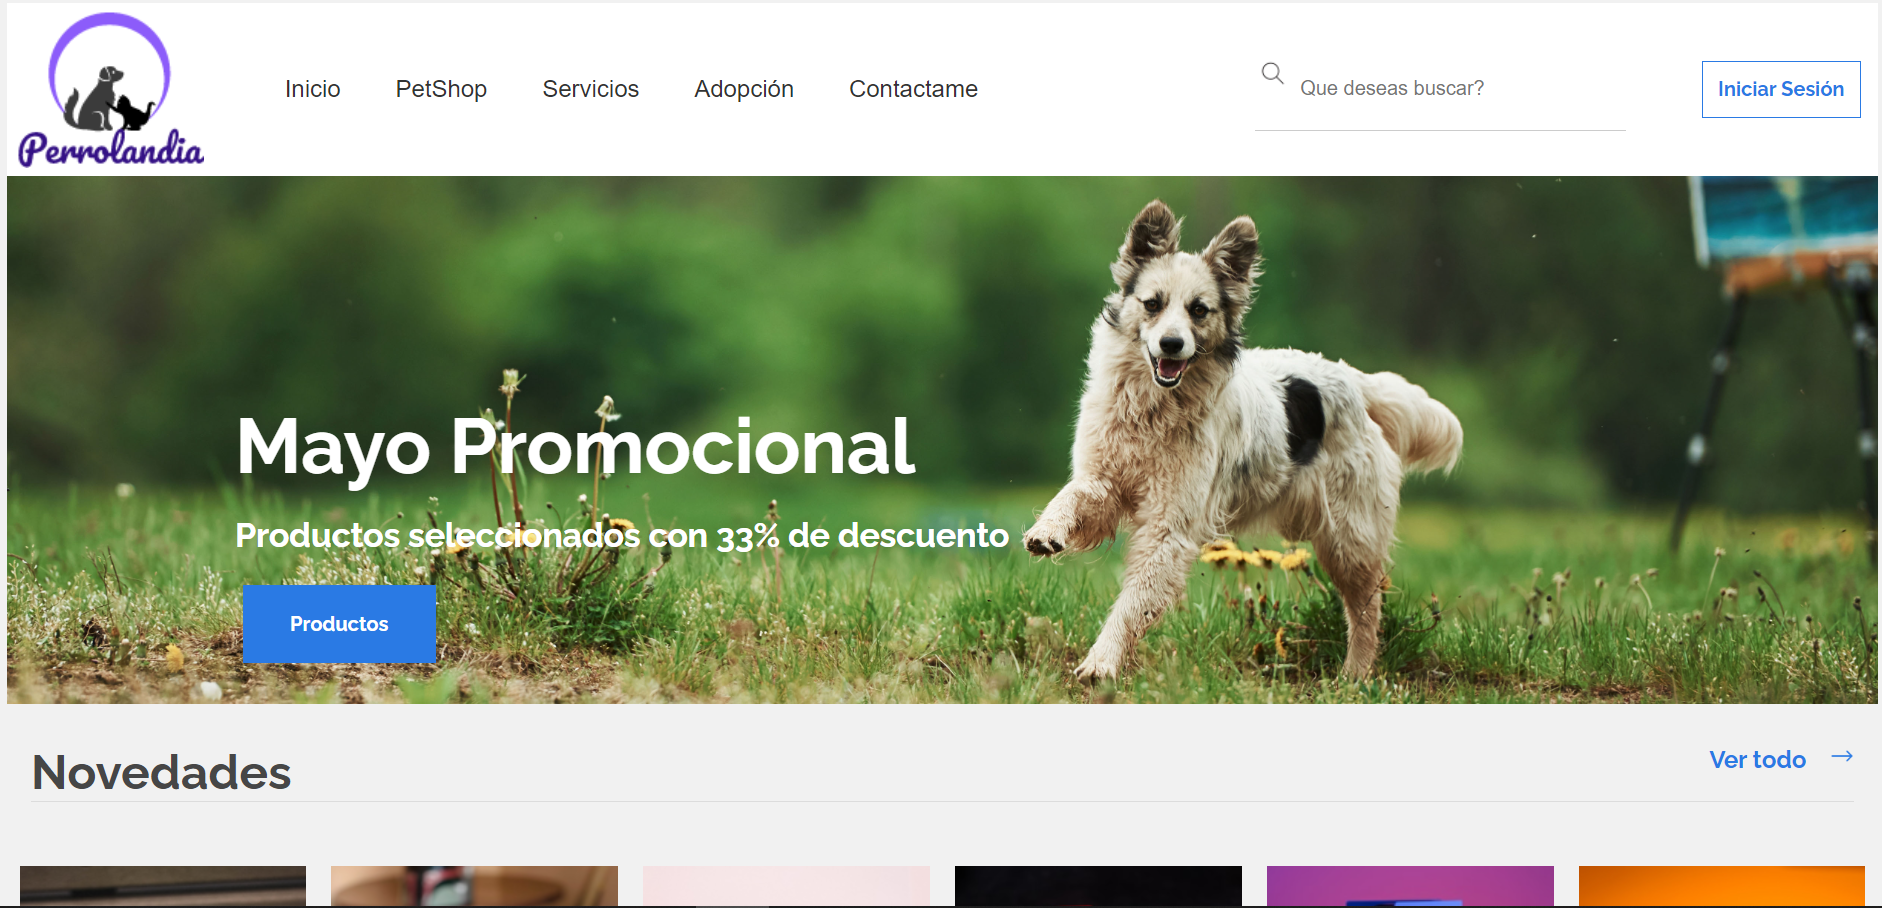 Perrolandia
Inicio
PetShop
Servicios
Adopción
Contactame
Que deseas buscar?
Iniciar Sesión
Mayo Promocional
Productos seleccionados con 33% de descuento
Productos
Novedades
Ver todo